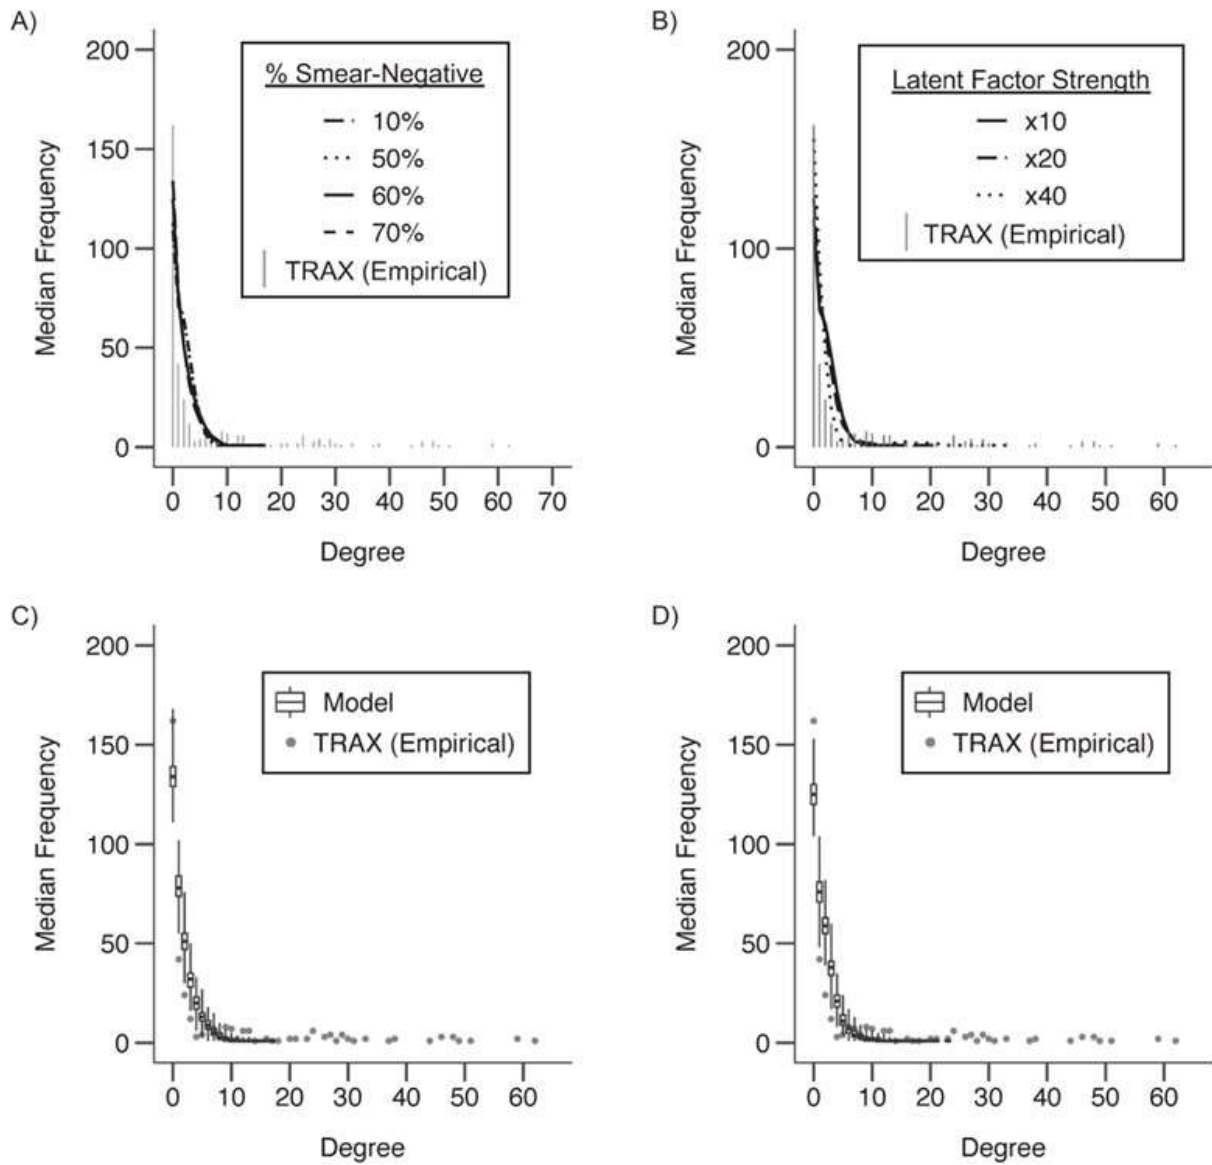 A)
200
150
100
50
0
Median Frequency
% Smear-Negative
10%
50%
60%
70%
TRAX (Empirical)
0 10 20 30 40 50 60 70
Degree
B)
200
100
0
Median Frequency
Latent Factor Strength
x10
x20
x40
TRAX (Empirical)
0 10 20 30 40 50 60
Degree
C)
200
150
100
50
0
Median Frequency
Model
TRAX (Empirical)
0 10 20 30 40 50 60
Degree
D)
200
150
100
50
0
Median Frequency
Model
TRAX (Empirical)
0 10 20 30 40 50 60
Degree